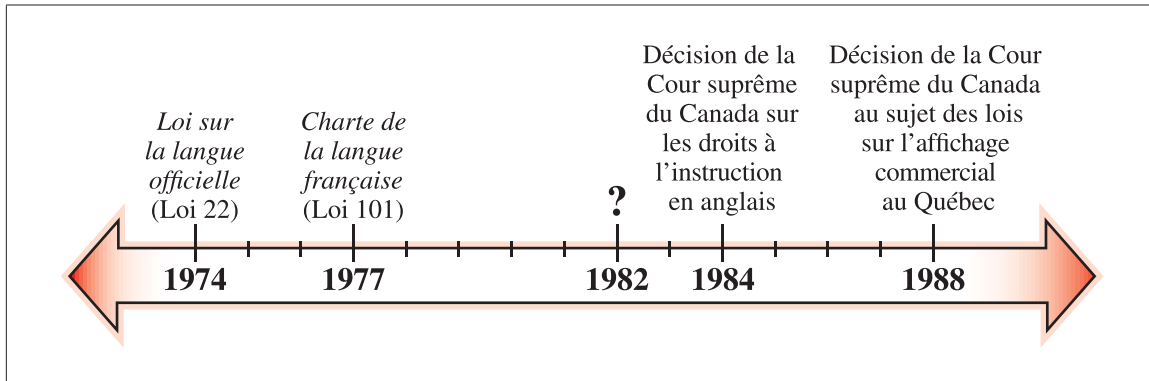 Loi sur
la langue
officielle
(Loi 22)
Charte de
la langue
française
(Loi 101)
?
Décision de la
Cour suprême
du Canada sur
les droits à
l'instruction
en anglais
Décision de la Cour
suprême du Canada
au sujet des lois
sur l'affichage
commercial
au Québec
1974
1977
1982
1984
1988